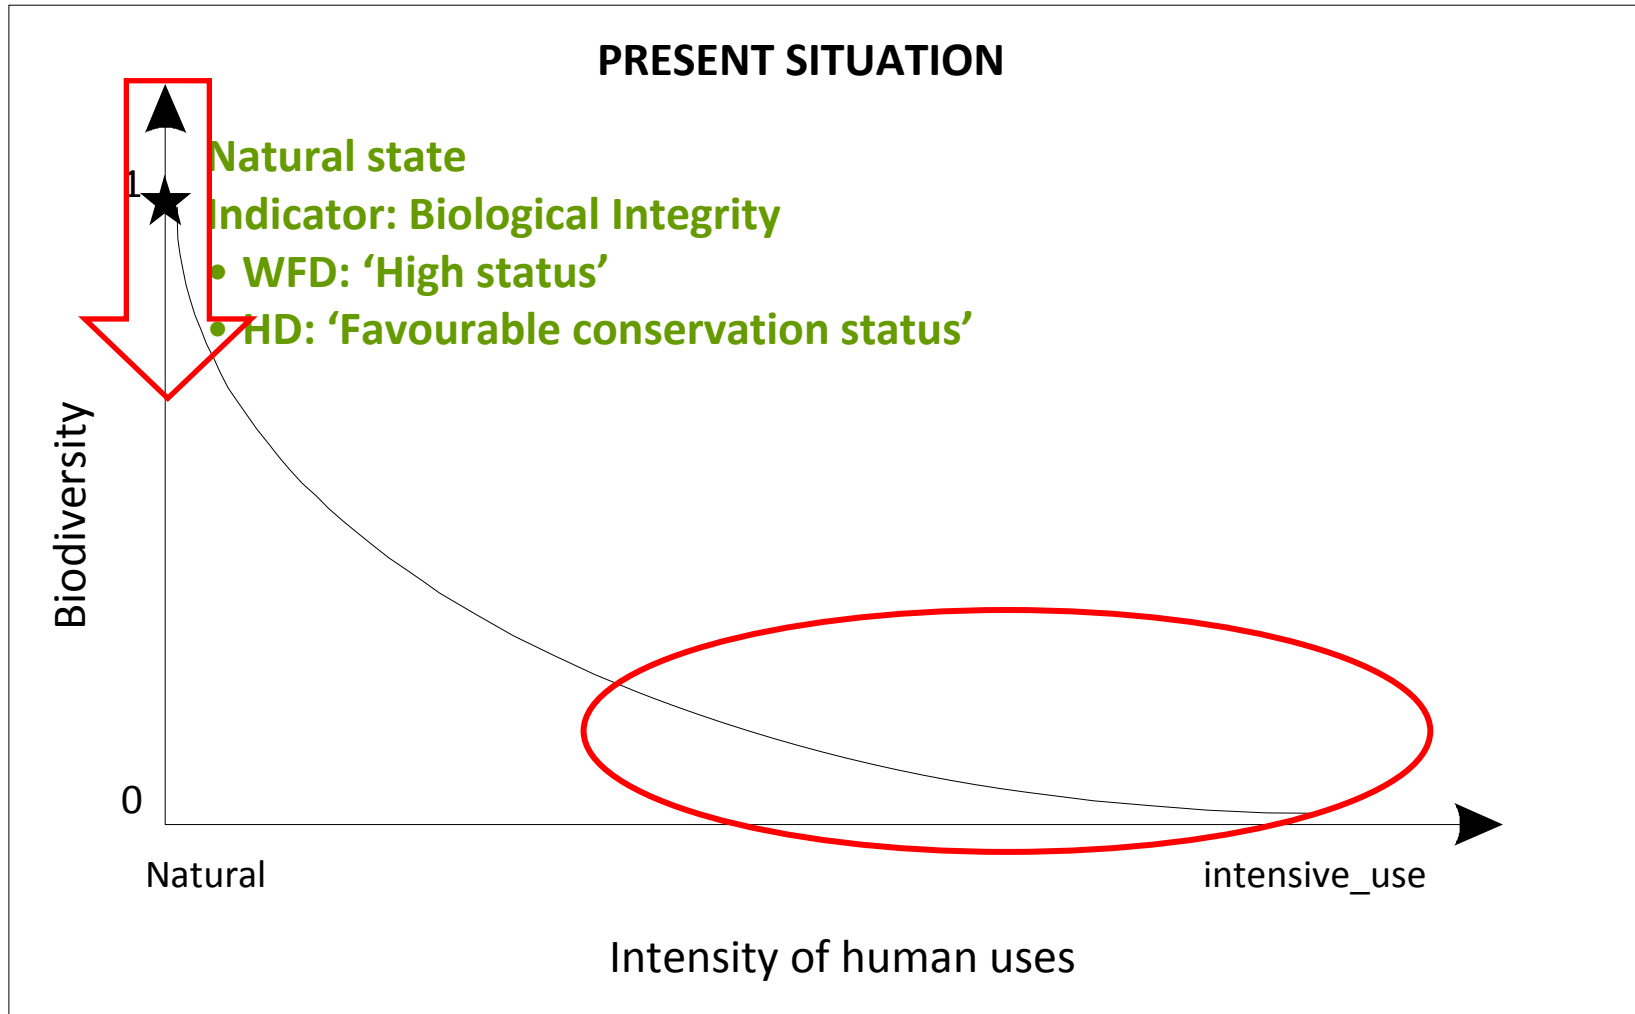 PRESENT SITUATION
1
Natural state
Indicator: Biological Integrity
• WFD: ‘High status’
• HD: ‘Favourable conservation status’
Biodiversity
0
Natural
intensive_use
Intensity of human uses